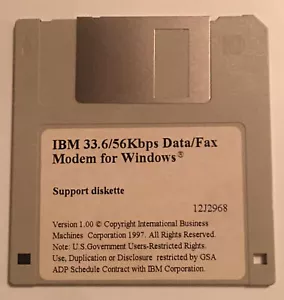 IBM 33.6/56Kbps Data/Fax
Modem for Windows®
Support diskette
12J2968
Version 1.00 © Copyright International Business
Machines Corporation 1997. All Rights Reserved.
Note: U.S.Government Users-Restricted Rights.
Use, Duplication or Disclosure restricted by GSA
ADP Schedule Contract with IBM Corporation.